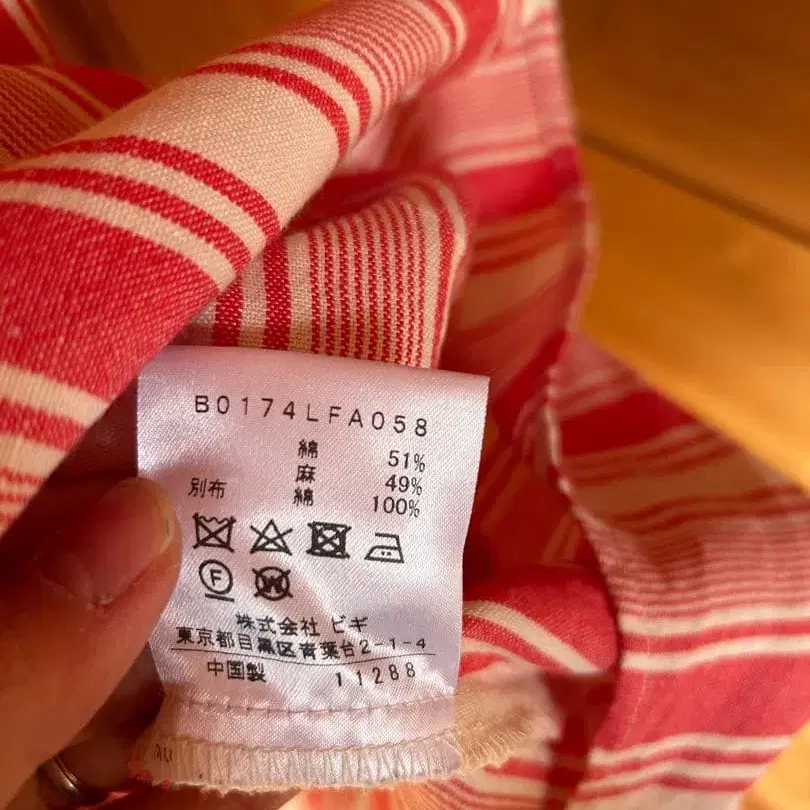 B0174LFA058
綿 51%
麻 49%
別布 綿 100%
F
W
株式会社 ビギ
東京都目黒区青葉台2-1-4
中国製 11288